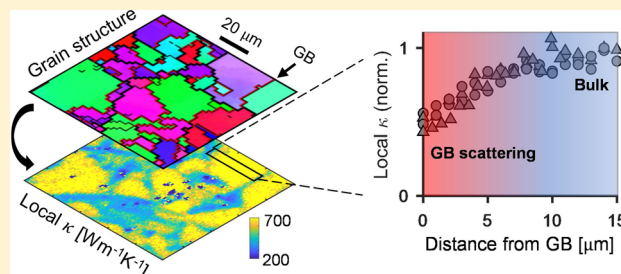 Grain structure
20 μm
GB
Local κ [Wm⁻¹K⁻¹]
700
200
Local κ (norm.)
1
0
GB scattering
Bulk
0 5 10 15
Distance from GB [μm]